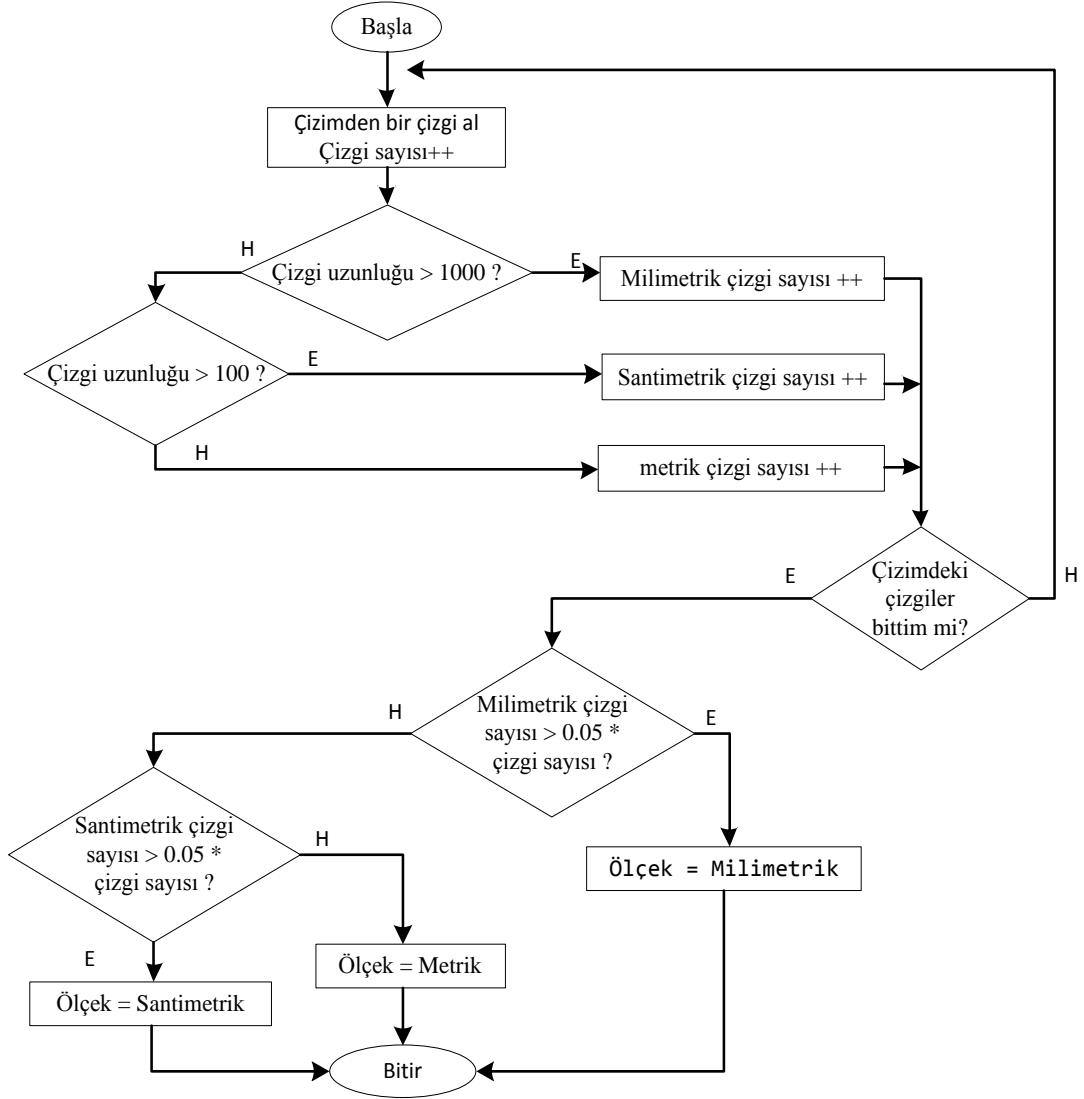 Başla
Çizimden bir çizgi al
Çizgi sayısı++
H
Çizgi uzunluğu > 1000 ?
E
Milimetrik çizgi sayısı ++
Çizgi uzunluğu > 100 ?
E
Santimetrik çizgi sayısı ++
H
metrik çizgi sayısı ++
E
Çizimdeki
çizgiler
bittim mi?
H
H
Milimetrik çizgi
sayısı > 0.05 *
çizgi sayısı ?
E
Santimetrik çizgi
sayısı > 0.05 *
çizgi sayısı ?
H
Ölçek = Milimetrik
E
Ölçek = Metrik
Ölçek = Santimetrik
Bitir